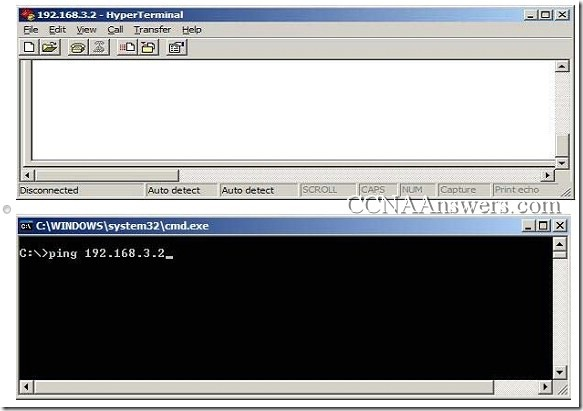 192.168.3.2 - HyperTerminal
File Edit View Call Transfer Help
Disconnected Auto detect Auto detect SCROLL CAPS NUM Capture Print echo
©
CCNAAnswers.com
C:\WINDOWS\system32\cmd.exe
C:\>ping 192.168.3.2_